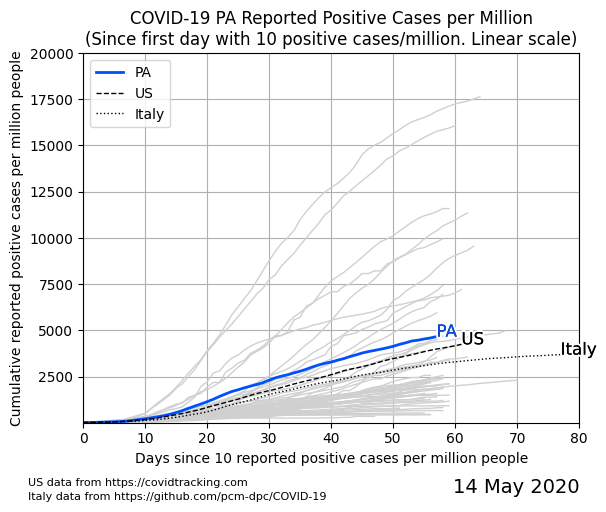 COVID-19 PA Reported Positive Cases per Million
(Since first day with 10 positive cases/million. Linear scale)
Cumulative reported positive cases per million people
20000
17500
15000
12500
10000
7500
5000
2500
PA
US
Italy
PA
US
Italy
0
10
20
30
40
50
60
70
80
Days since 10 reported positive cases per million people
US data from https://covidtracking.com
Italy data from https://github.com/pcm-dpc/COVID-19
14 May 2020